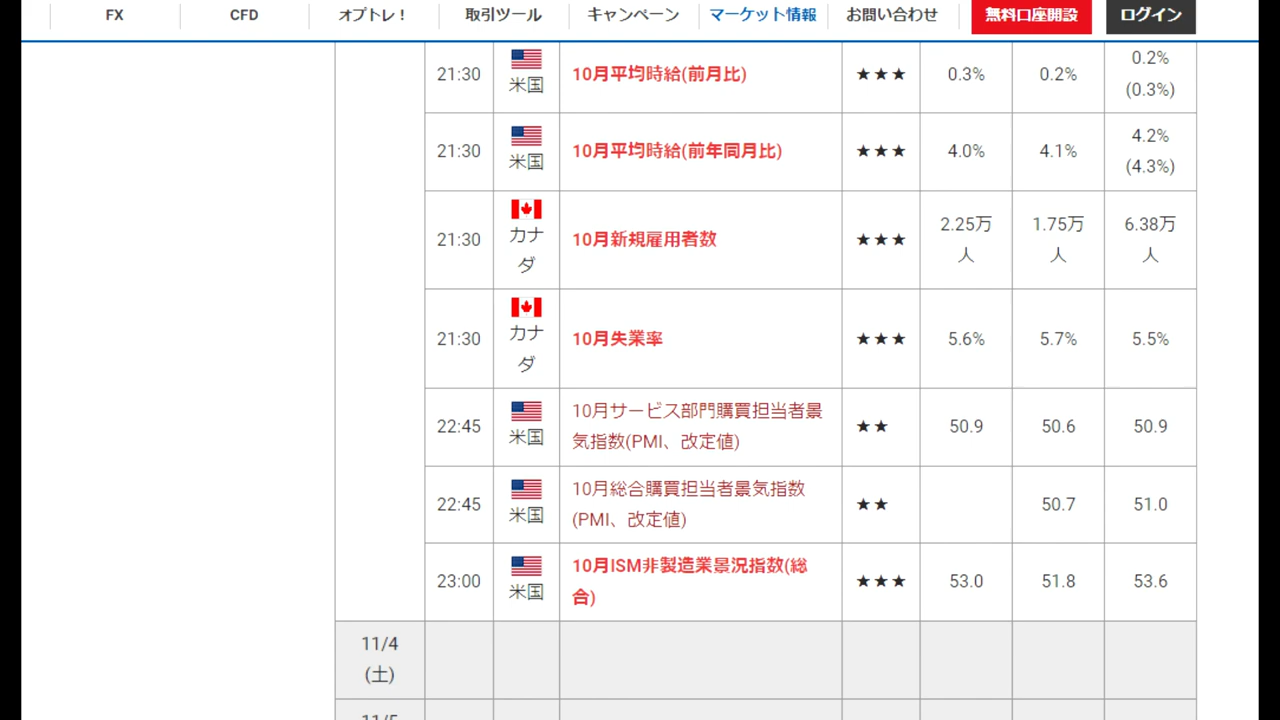 FX
CFD
オプトレ！
取引ツール
キャンペーン
マーケット情報
お問い合わせ
無料口座開設
ログイン
21:30
米国
10月平均時給(前月比)
★★★
0.3%
0.2%
0.2%
(0.3%)
21:30
米国
10月平均時給(前年同月比)
★★★
4.0%
4.1%
4.2%
(4.3%)
21:30
カナ
ダ
10月新規雇用者数
★★★
2.25万
人
1.75万
人
6.38万
人
21:30
カナ
ダ
10月失業率
★★★
5.6%
5.7%
5.5%
22:45
米国
10月サービス部門購買担当者景
気指数(PMI、改定値)
★★
50.9
50.6
50.9
22:45
米国
10月総合購買担当者景気指数
(PMI、改定値)
★★
50.7
51.0
23:00
米国
10月ISM非製造業景況指数(総
合)
★★★
53.0
51.8
53.6
11/4
(土)
11/5